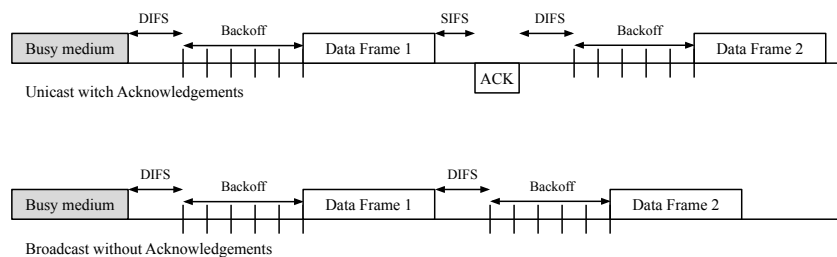 DIFS SIFS DIFS
Backoff Backoff
Busy medium Data Frame 1 Data Frame 2
ACK
Unicast witch Acknowledgements
DIFS DIFS
Backoff Backoff
Busy medium Data Frame 1 Data Frame 2
Broadcast without Acknowledgements